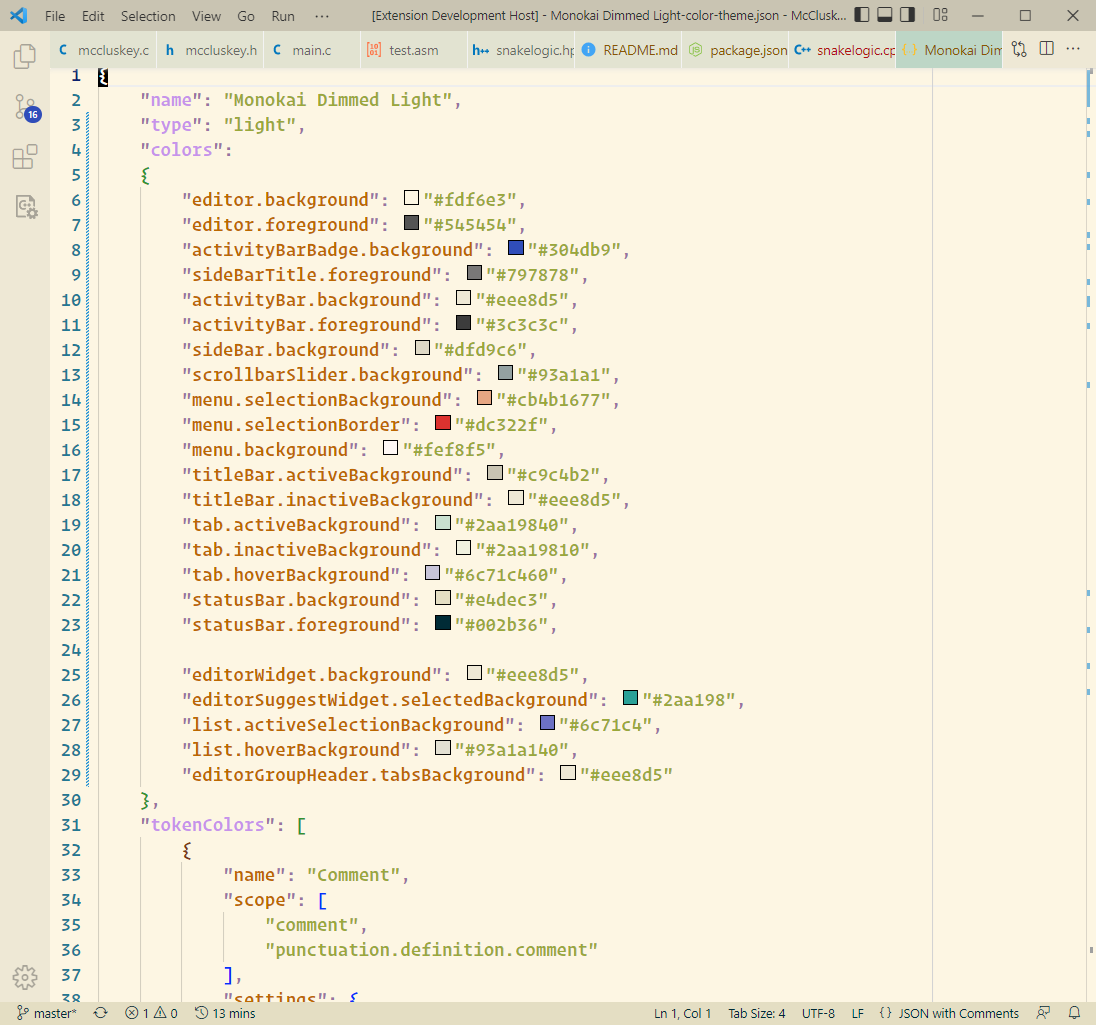 File Edit Selection View Go Run ··· [Extension Development Host] - Monokai Dimmed Light-color-theme.json - McClusk...
C mccluskey.c h mccluskey.h C main.c test.asm h++ snakelogic.hp README.md package.json C++ snakelogic.cp {} Monokai Dim ···
1 {
2 "name": "Monokai Dimmed Light",
3 "type": "light",
4 "colors":
5 {
6 "editor.background": "#fdf6e3",
7 "editor.foreground": "#545454",
8 "activityBarBadge.background": "#304db9",
9 "sideBarTitle.foreground": "#797878",
10 "activityBar.background": "#eee8d5",
11 "activityBar.foreground": "#3c3c3c",
12 "sideBar.background": "#dfd9c6",
13 "scrollbarSlider.background": "#93a1a1",
14 "menu.selectionBackground": "#cb4b1677",
15 "menu.selectionBorder": "#dc322f",
16 "menu.background": "#fef8f5",
17 "titleBar.activeBackground": "#c9c4b2",
18 "titleBar.inactiveBackground": "#eee8d5",
19 "tab.activeBackground": "#2aa19840",
20 "tab.inactiveBackground": "#2aa19810",
21 "tab.hoverBackground": "#6c71c460",
22 "statusBar.background": "#e4dec3",
23 "statusBar.foreground": "#002b36",
24
25 "editorWidget.background": "#eee8d5",
26 "editorSuggestWidget.selectedBackground": "#2aa198",
27 "list.activeSelectionBackground": "#6c71c4",
28 "list.hoverBackground": "#93a1a140",
29 "editorGroupHeader.tabsBackground": "#eee8d5"
30 },
31 "tokenColors": [
32 {
33 "name": "Comment",
34 "scope": [
35 "comment",
36 "punctuation.definition.comment"
37 ],
38 "settings": {
16
master* 1 0 13 mins Ln 1, Col 1 Tab Size: 4 UTF-8 LF {} JSON with Comments